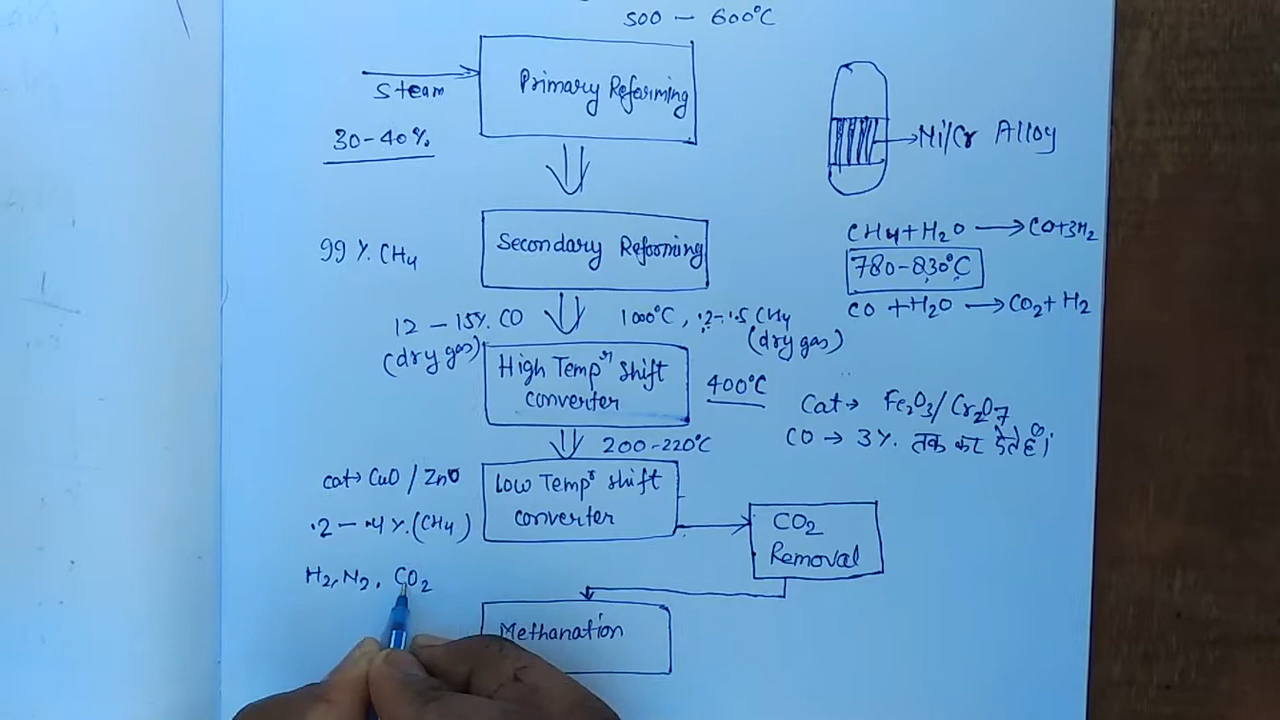 500 - 600°C
Steam
Primary Reforming
30-40%
Ni/Cr Alloy
99 %. CH4
Secondary Reforming
CH4+H2O → CO+3H2
780-830°C
CO +H2O → CO2+ H2
12 - 15%. CO
(dry gas)
1000°C, .2-.5 CH4
(dry gas)
High Tempʳ Shift
converter
400°C
Cat → Fe2O3/Cr2O7
CO → 3%. तक कर देते हैं।
200-220°C
cat→ CuO / ZnO
Low Tempʳ Shift
converter
.2 - .4 %.(CH4)
CO2
Removal
H2, N2, CO2
Methanation